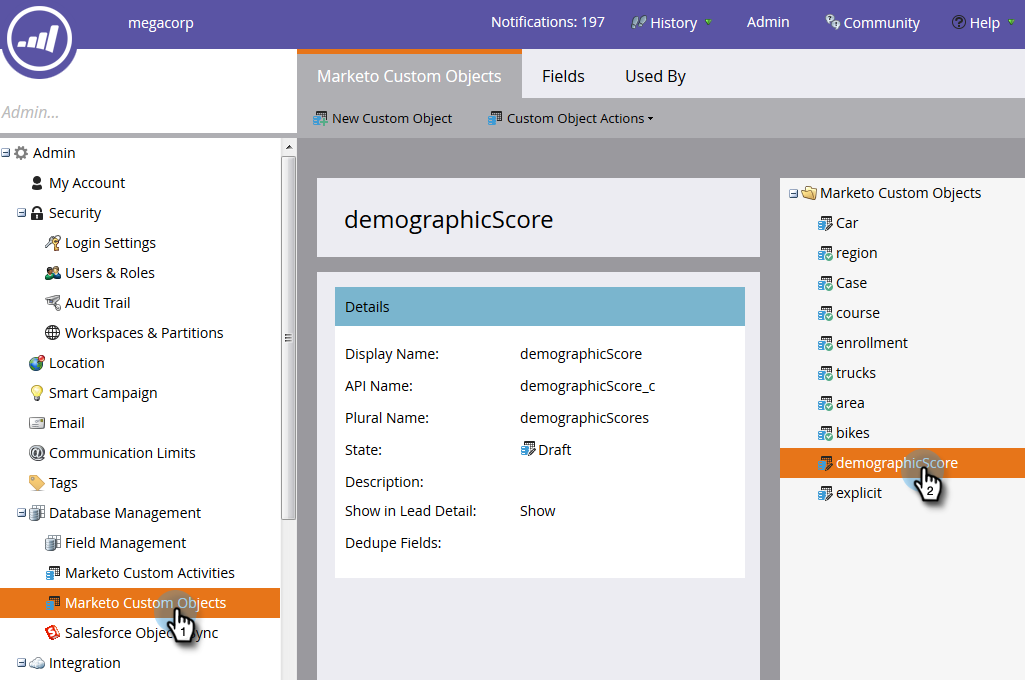 megacorp
Notifications: 197
History
Admin
Community
Help
Admin...
Marketo Custom Objects
Fields
Used By
New Custom Object
Custom Object Actions
Admin
My Account
Security
Login Settings
Users & Roles
Audit Trail
Workspaces & Partitions
Location
Smart Campaign
Email
Communication Limits
Tags
Database Management
Field Management
Marketo Custom Activities
Marketo Custom Objects
1
Salesforce Object Sync
Integration
demographicScore
Details
Display Name: demographicScore
API Name: demographicScore_c
Plural Name: demographicScores
State: Draft
Description:
Show in Lead Detail: Show
Dedupe Fields:
Marketo Custom Objects
Car
region
Case
course
enrollment
trucks
area
bikes
demographicScore
2
explicit